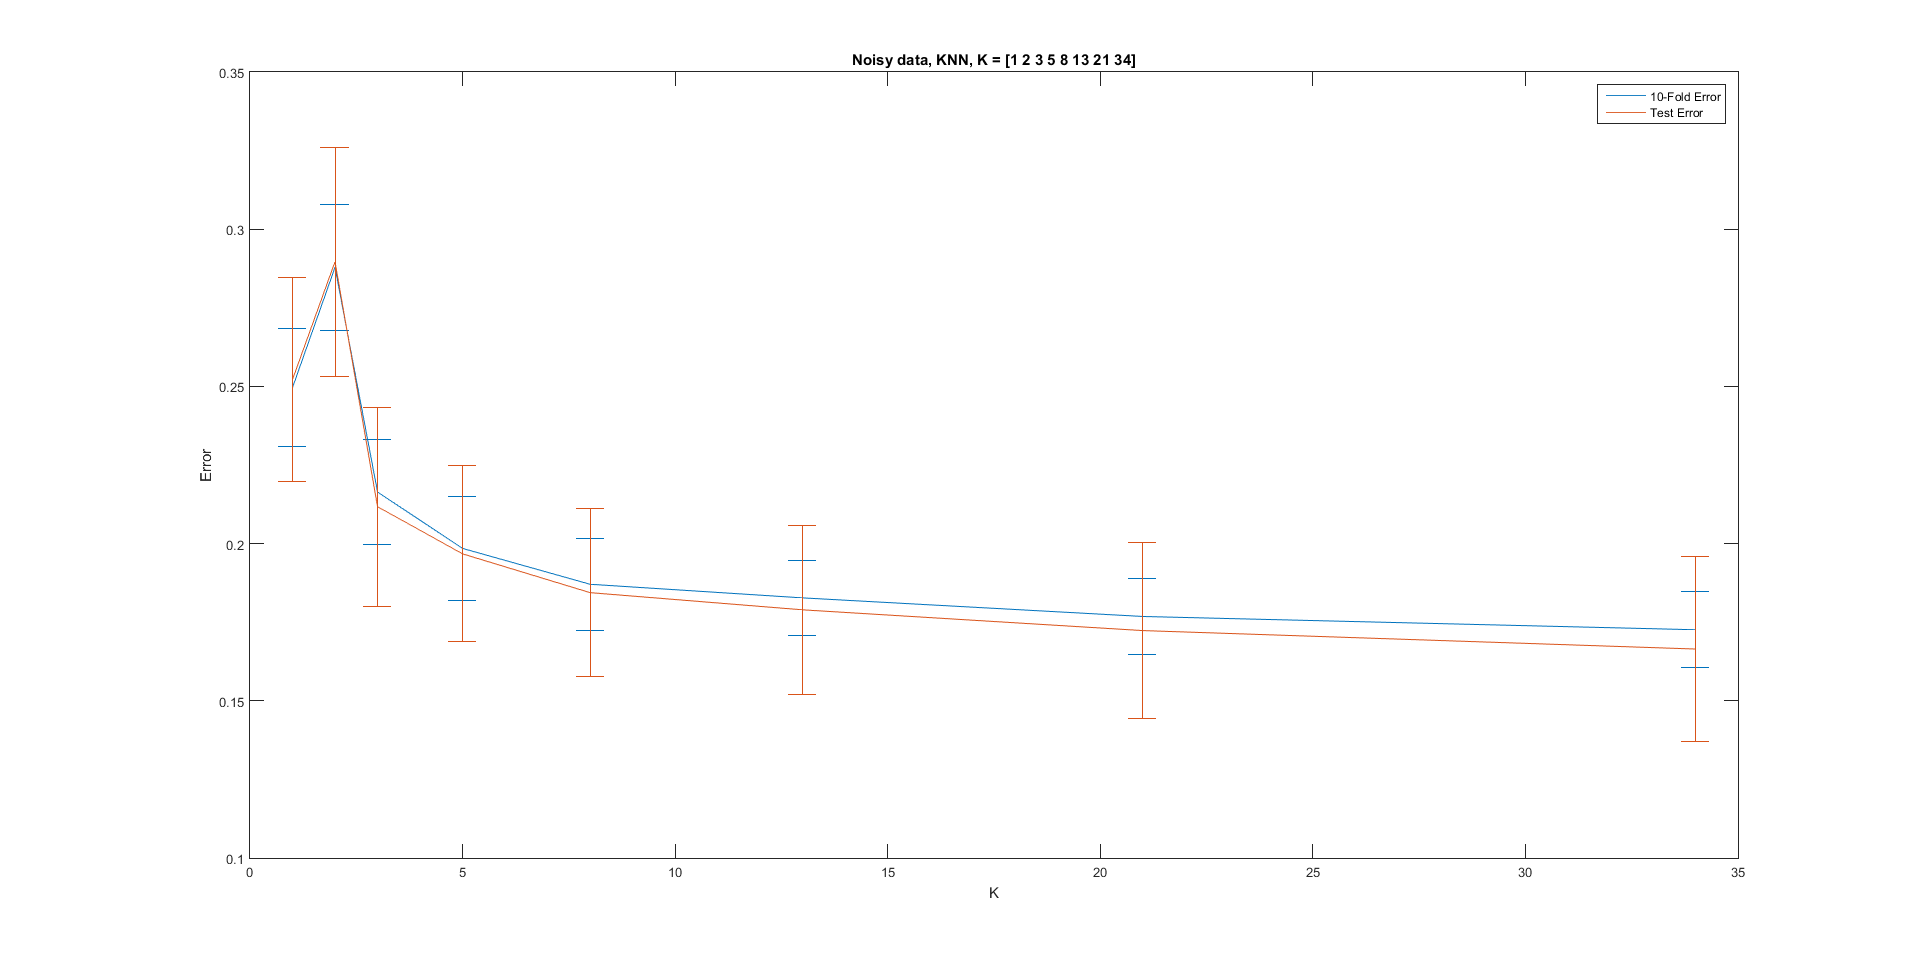 Noisy data, KNN, K = [1 2 3 5 8 13 21 34]
0.35
0.3
0.25
0.2
0.15
0.1
Error
10-Fold Error
Test Error
0 5 10 15 20 25 30 35
K